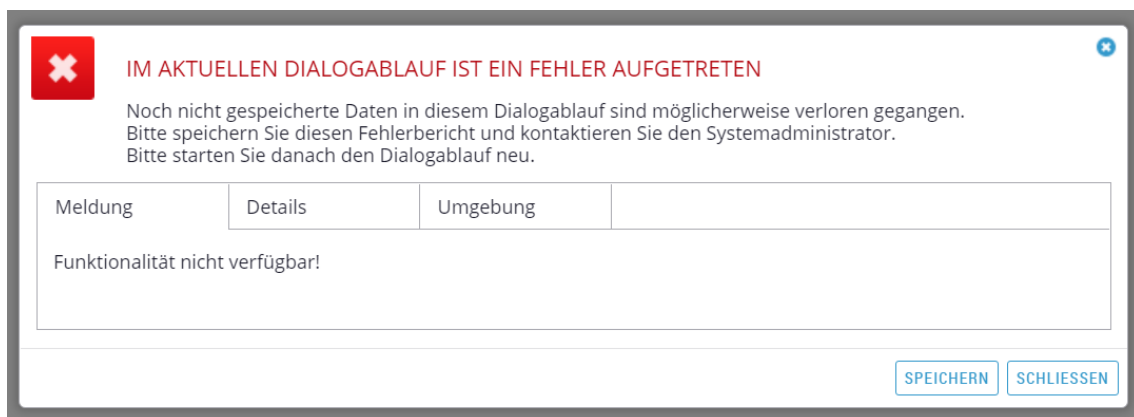 IM AKTUELLEN DIALOGABLAUF IST EIN FEHLER AUFGETRETEN
Noch nicht gespeicherte Daten in diesem Dialogablauf sind möglicherweise verloren gegangen.
Bitte speichern Sie diesen Fehlerbericht und kontaktieren Sie den Systemadministrator.
Bitte starten Sie danach den Dialogablauf neu.
Meldung Details Umgebung
Funktionalität nicht verfügbar!
SPEICHERN SCHLIESSEN